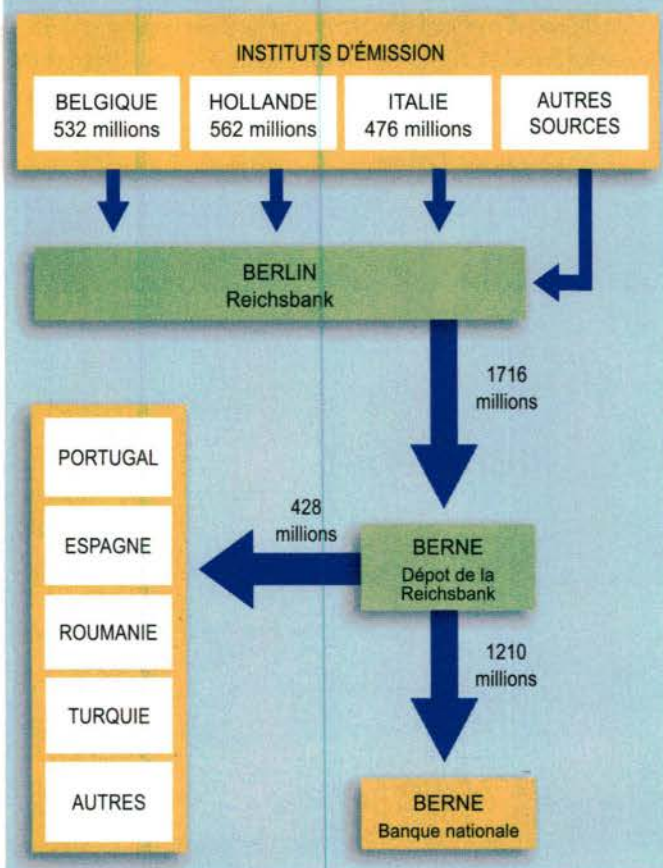 INSTITUTS D'ÉMISSION
BELGIQUE
532 millions
HOLLANDE
562 millions
ITALIE
476 millions
AUTRES
SOURCES
BERLIN
Reichsbank
1716
millions
PORTUGAL
ESPAGNE
ROUMANIE
TURQUIE
AUTRES
428
millions
BERNE
Dépot de la
Reichsbank
1210
millions
BERNE
Banque nationale